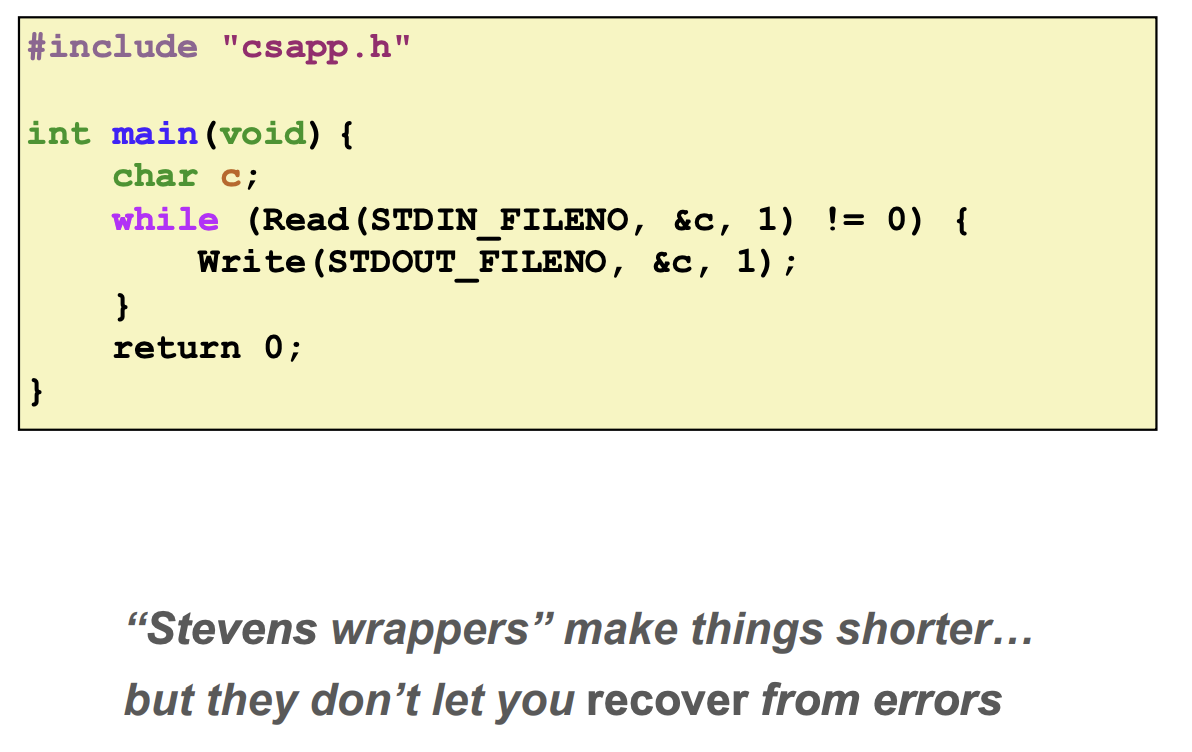 #include "csapp.h"
int main(void) {
    char c;
    while (Read(STDIN_FILENO, &c, 1) != 0) {
        Write(STDOUT_FILENO, &c, 1);
    }
    return 0;
}
“Stevens wrappers” make things shorter…
but they don’t let you recover from errors